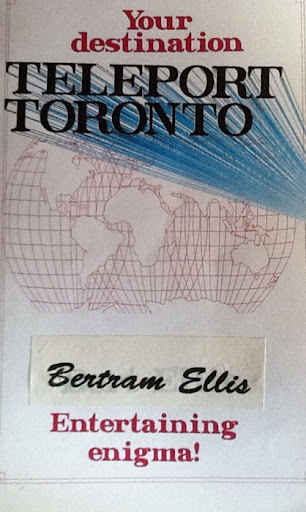 Your
destination
TELEPORT
TORONTO
Bertram Ellis
Entertaining
enigma!